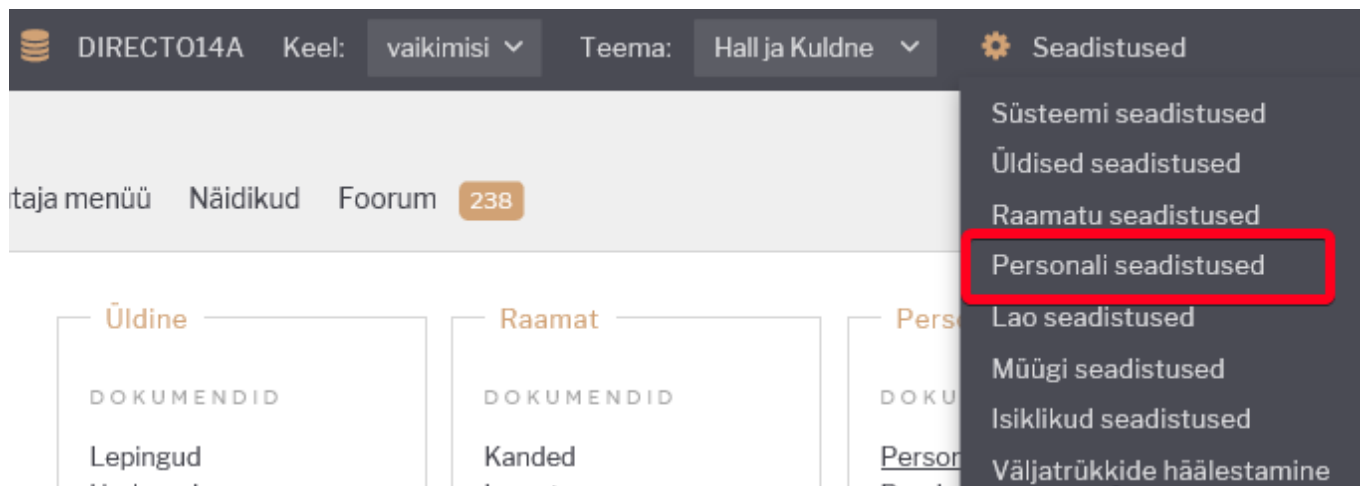 DIRECTO14A Keel: vaikimisi Teema: Hall ja Kuldne Seadistused
Süsteemi seadistused
Üldised seadistused
menüü Näidikud Foorum 238
Raamatu seadistused
Personali seadistused
Üldine Raamat
Lao seadistused
Müügi seadistused
DOKUMENDID DOKUMENDID
Isiklikud seadistused
Lepingud Kanded
Väljatrükkide häälestamine